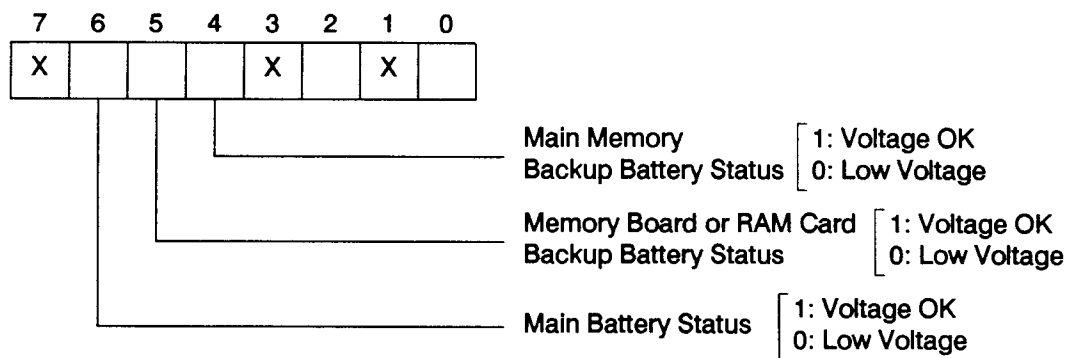 7 6 5 4 3 2 1 0
X X X
Main Memory
Backup Battery Status
1: Voltage OK
0: Low Voltage
Memory Board or RAM Card
Backup Battery Status
1: Voltage OK
0: Low Voltage
Main Battery Status
1: Voltage OK
0: Low Voltage